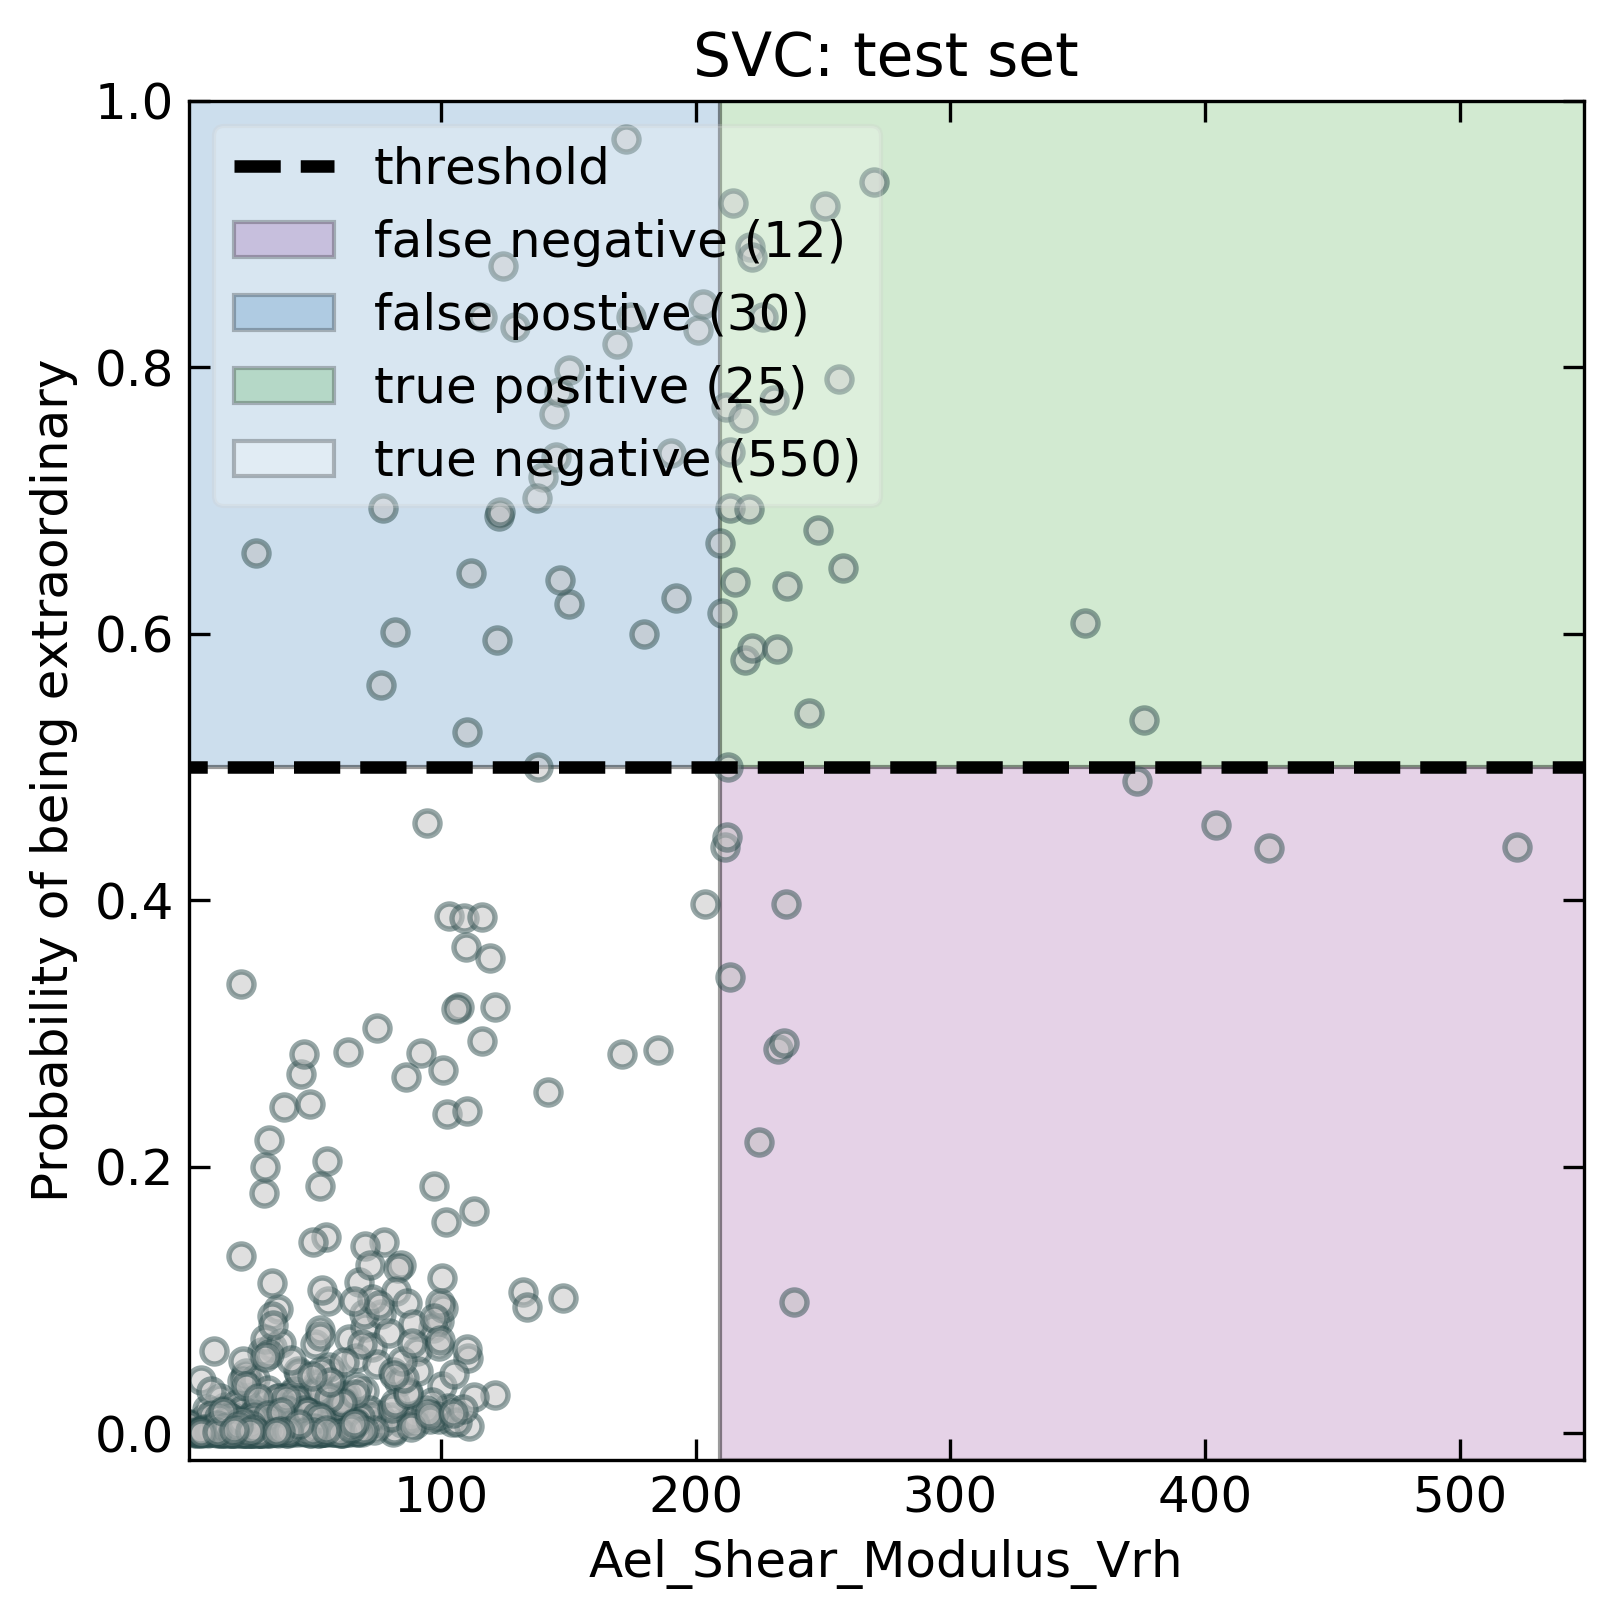 SVC: test set
1.0
0.8
0.6
0.4
0.2
0.0
Probability of being extraordinary
threshold
false negative (12)
false postive (30)
true positive (25)
true negative (550)
100 200 300 400 500
Ael_Shear_Modulus_Vrh